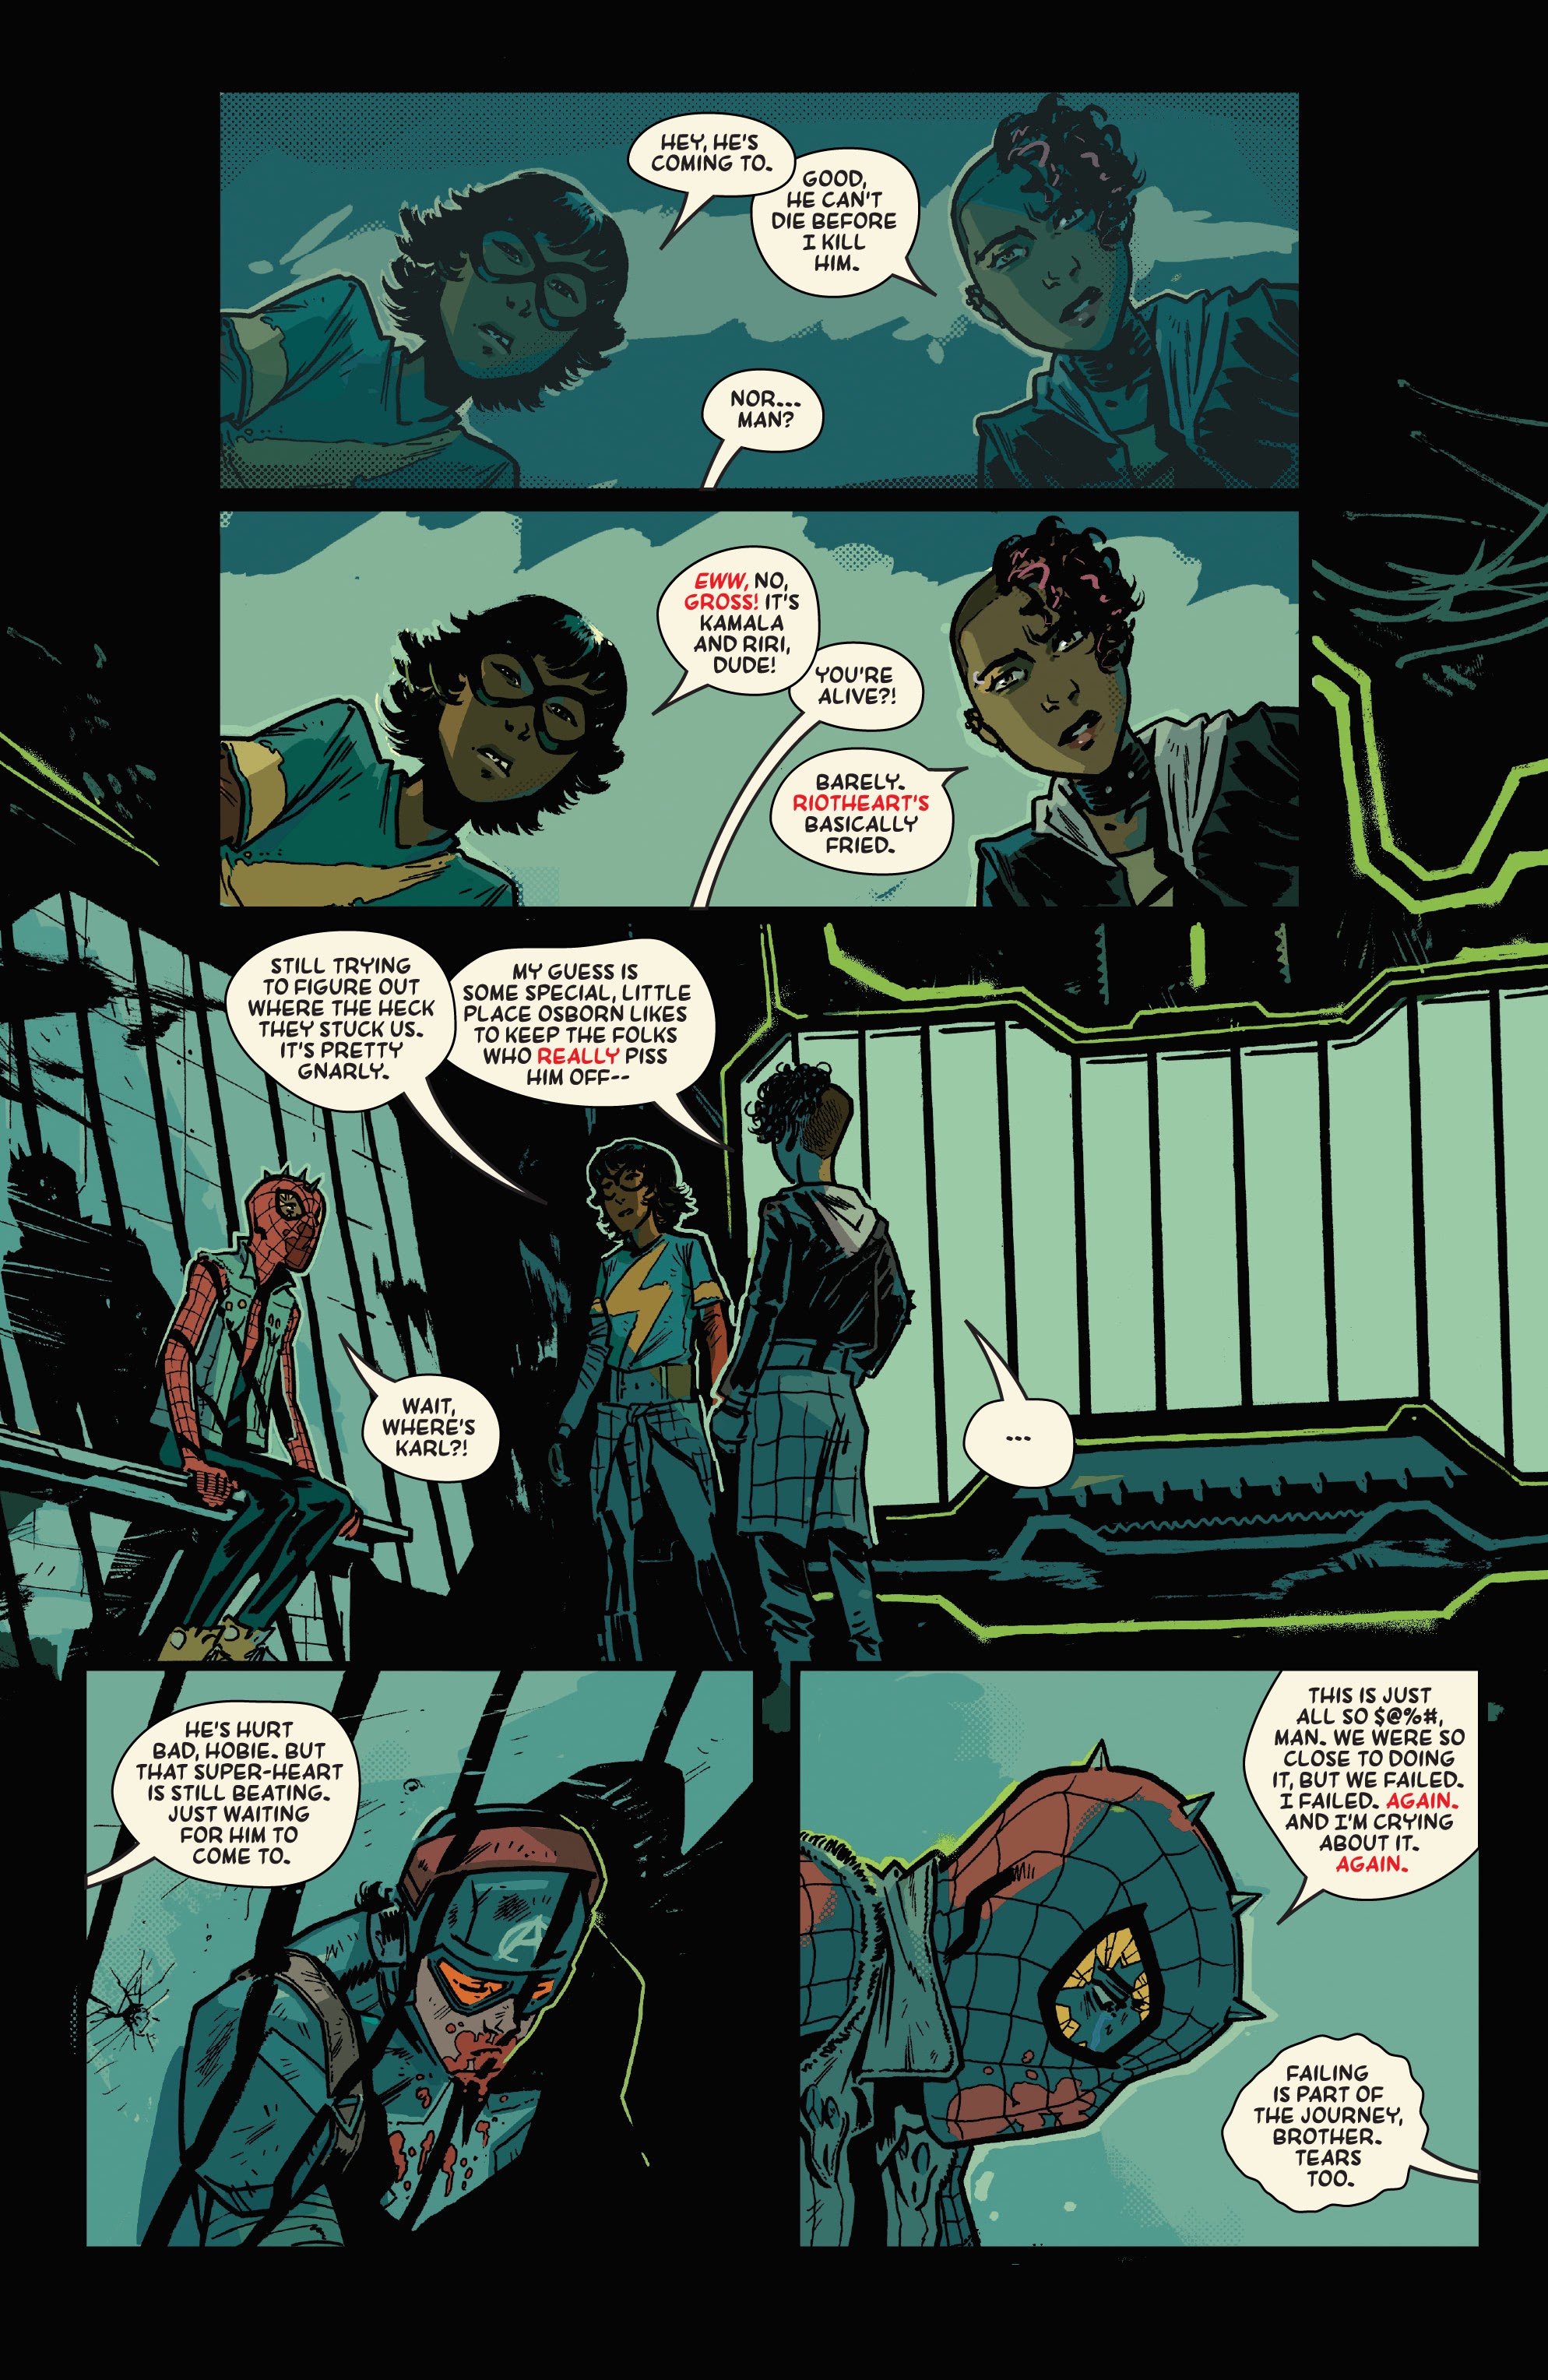 HEY, HE'S
COMING TO.
GOOD,
HE CAN'T
DIE BEFORE
I KILL
HIM.
NOR...
MAN?
EWW, NO,
GROSS! IT'S
KAMALA
AND RIRI,
DUDE!
YOU'RE
ALIVE?!
BARELY.
RIOTHEART'S
BASICALLY
FRIED.
STILL TRYING
TO FIGURE OUT
WHERE THE HECK
THEY STUCK US.
IT'S PRETTY
GNARLY.
MY GUESS IS
SOME SPECIAL, LITTLE
PLACE OSBORN LIKES
TO KEEP THE FOLKS
WHO REALLY PISS
HIM OFF--
WAIT,
WHERE'S
KARL?!
...
HE'S HURT
BAD, HOBIE. BUT
THAT SUPER-HEART
IS STILL BEATING.
JUST WAITING
FOR HIM TO
COME TO.
A
THIS IS JUST
ALL SO $@%#,
MAN. WE WERE SO
CLOSE TO DOING
IT, BUT WE FAILED.
I FAILED. AGAIN.
AND I'M CRYING
ABOUT IT.
AGAIN.
FAILING
IS PART OF
THE JOURNEY,
BROTHER.
TEARS
TOO.